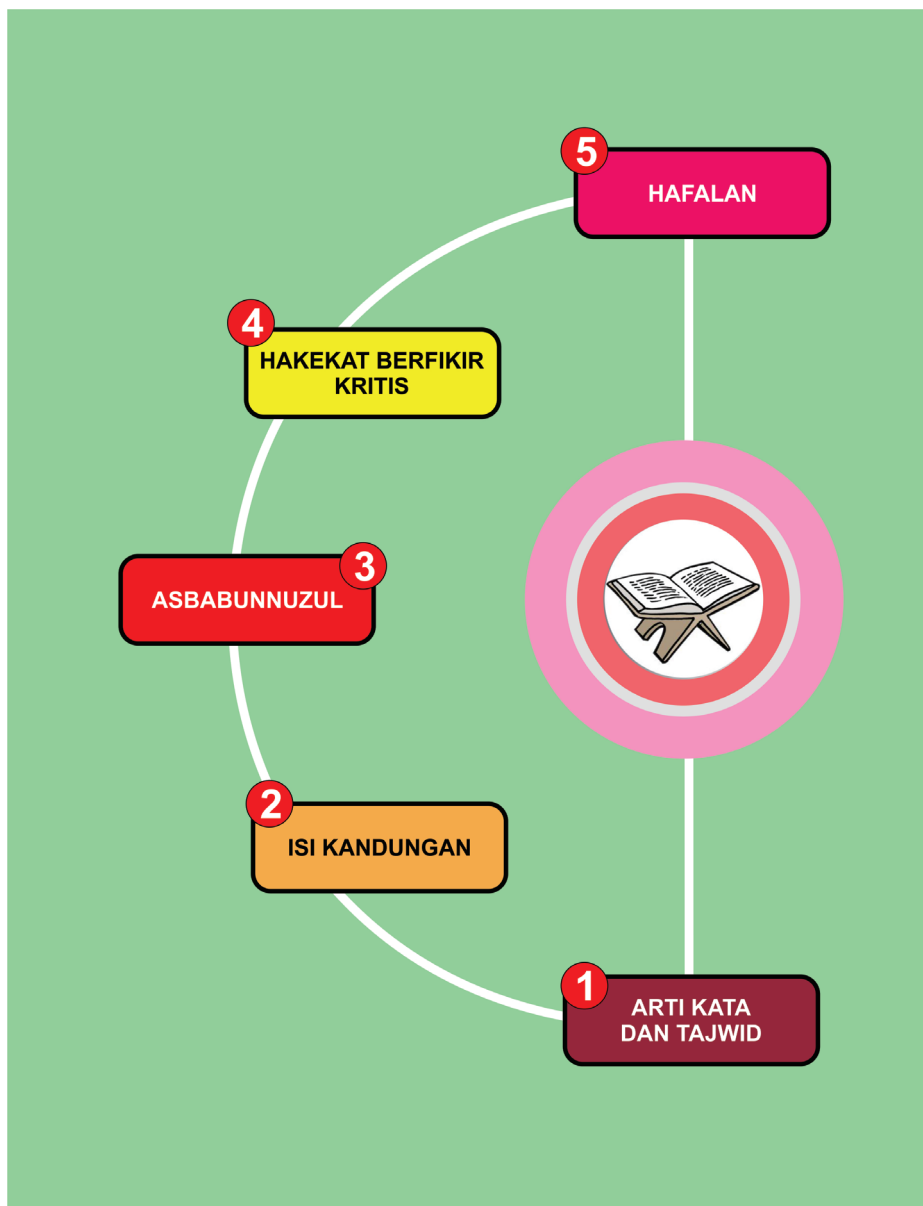 5
HAFALAN
4
HAKEKAT BERFIKIR
KRITIS
3
ASBABUNNUZUL
2
ISI KANDUNGAN
1
ARTI KATA
DAN TAJWID